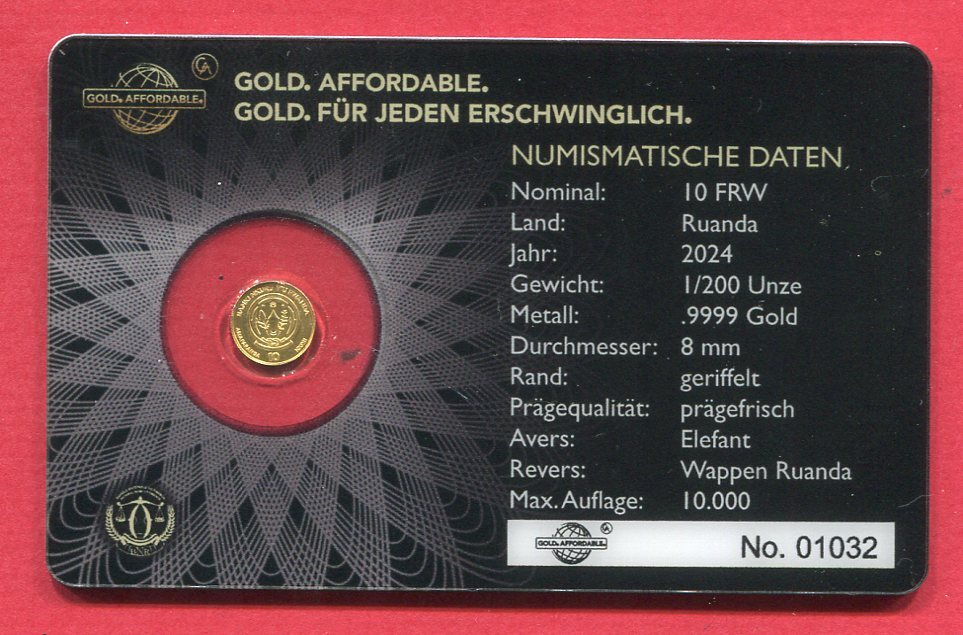 GOLD. AFFORDABLE.
GOLD. FÜR JEDEN ERSCHWINGLICH.
GOLD. AFFORDABLE.
GA
NUMISMATISCHE DATEN
Nominal: 10 FRW
Land: Ruanda
Jahr: 2024
Gewicht: 1/200 Unze
Metall: .9999 Gold
Durchmesser: 8 mm
Rand: geriffelt
Prägequalität: prägefrisch
Avers: Elefant
Revers: Wappen Ruanda
Max. Auflage: 10.000
10
GOLD. AFFORDABLE.
No. 01032